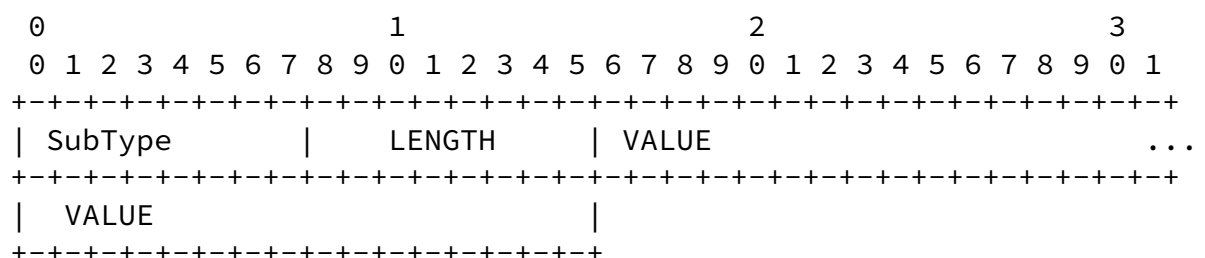 0                   1                   2                   3
 0 1 2 3 4 5 6 7 8 9 0 1 2 3 4 5 6 7 8 9 0 1 2 3 4 5 6 7 8 9 0 1
+-+-+-+-+-+-+-+-+-+-+-+-+-+-+-+-+-+-+-+-+-+-+-+-+-+-+-+-+-+-+-+-+
| SubType       |    LENGTH     | VALUE                        ...
+-+-+-+-+-+-+-+-+-+-+-+-+-+-+-+-+-+-+-+-+-+-+-+-+-+-+-+-+-+-+-+-+
|  VALUE                        |
+-+-+-+-+-+-+-+-+-+-+-+-+-+-+-+-+